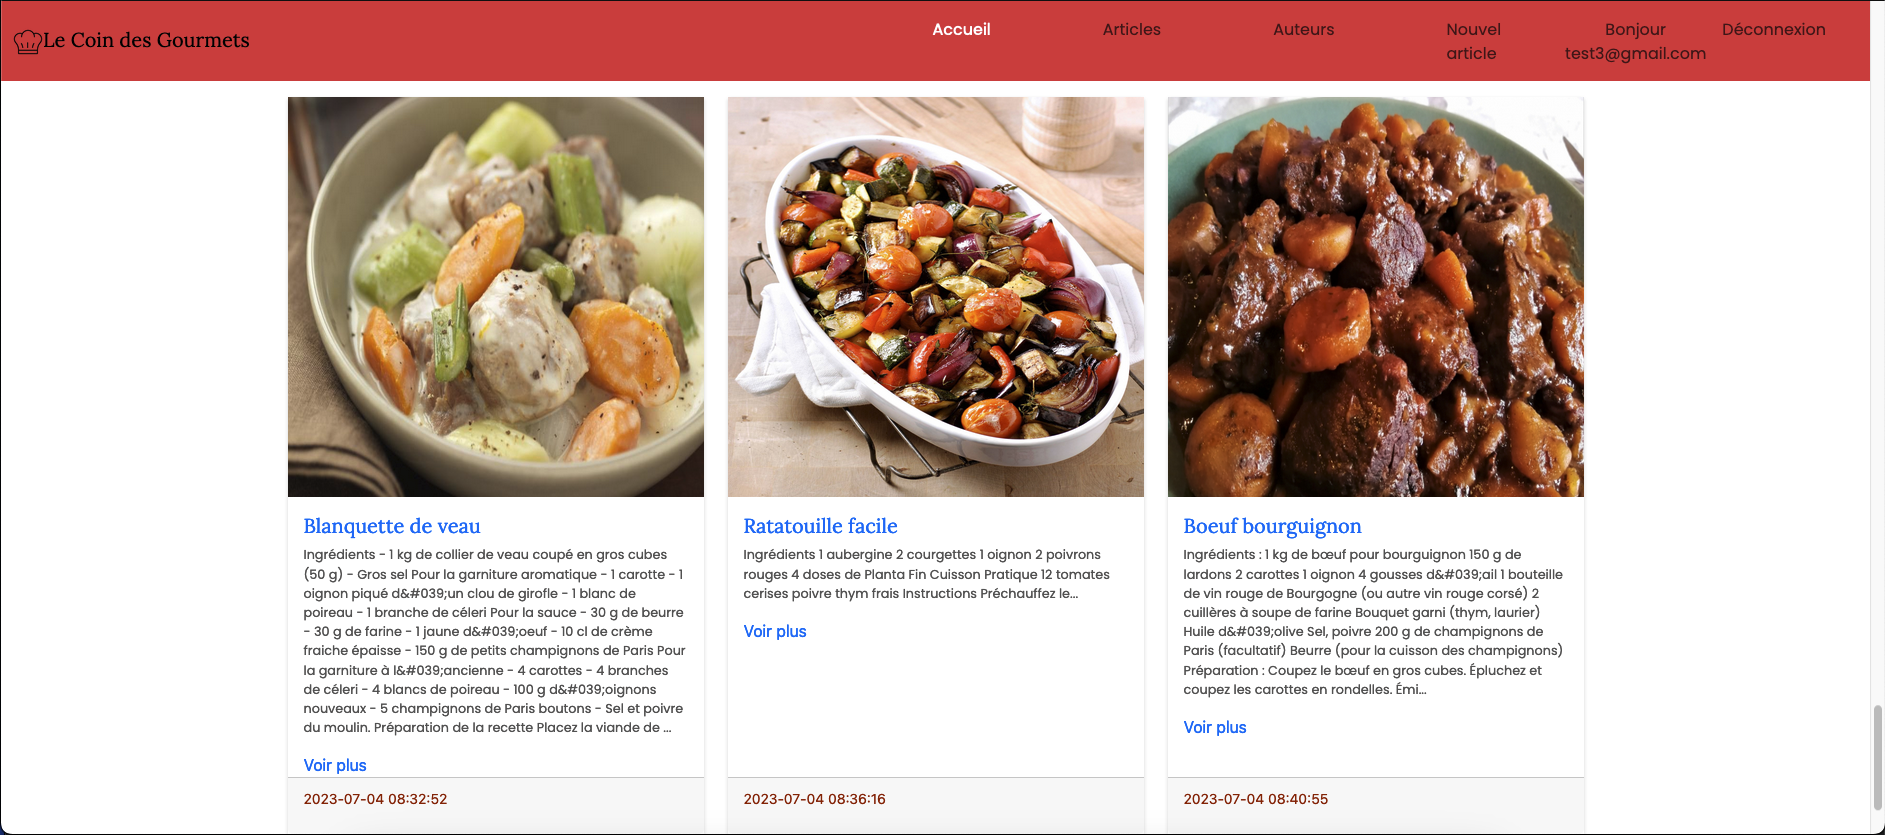 Le Coin des Gourmets
Accueil
Articles
Auteurs
Nouvel
article
Bonjour
test3@gmail.com
Déconnexion
Blanquette de veau
Ingrédients - 1 kg de collier de veau coupé en gros cubes
(50 g) - Gros sel Pour la garniture aromatique - 1 carotte - 1
oignon piqué d&#039;un clou de girofle - 1 blanc de
poireau - 1 branche de céleri Pour la sauce - 30 g de beurre
- 30 g de farine - 1 jaune d&#039;oeuf - 10 cl de crème
fraiche épaisse - 150 g de petits champignons de Paris Pour
la garniture à l&#039;ancienne - 4 carottes - 4 branches
de céleri - 4 blancs de poireau - 100 g d&#039;oignons
nouveaux - 5 champignons de Paris boutons - Sel et poivre
du moulin. Préparation de la recette Placez la viande de ...
Voir plus
2023-07-04 08:32:52
Ratatouille facile
Ingrédients 1 aubergine 2 courgettes 1 oignon 2 poivrons
rouges 4 doses de Planta Fin Cuisson Pratique 12 tomates
cerises poivre thym frais Instructions Préchauffez le...
Voir plus
2023-07-04 08:36:16
Boeuf bourguignon
Ingrédients : 1 kg de bœuf pour bourguignon 150 g de
lardons 2 carottes 1 oignon 4 gousses d&#039;ail 1 bouteille
de vin rouge de Bourgogne (ou autre vin rouge corsé) 2
cuillères à soupe de farine Bouquet garni (thym, laurier)
Huile d&#039;olive Sel, poivre 200 g de champignons de
Paris (facultatif) Beurre (pour la cuisson des champignons)
Préparation : Coupez le bœuf en gros cubes. Épluchez et
coupez les carottes en rondelles. Émi...
Voir plus
2023-07-04 08:40:55